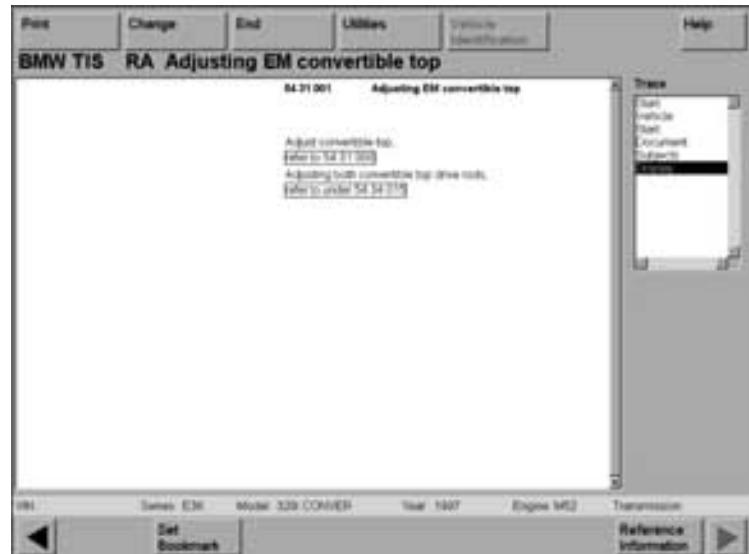 Print Change End Utilities Vehicle Identification Help
BMW TIS RA Adjusting EM convertible top
54 31 001 Adjusting EM convertible top
Adjust convertible top,
refer to 54 31 000
Adjusting both convertible top drive rods,
refer to under 54 34 015
Trace
Start
Vehicle
Start
Document
Subjects
VIN: Series E36 Model 328 CONVER Year 1997 Engine M52 Transmission
Set Bookmark
Reference Information